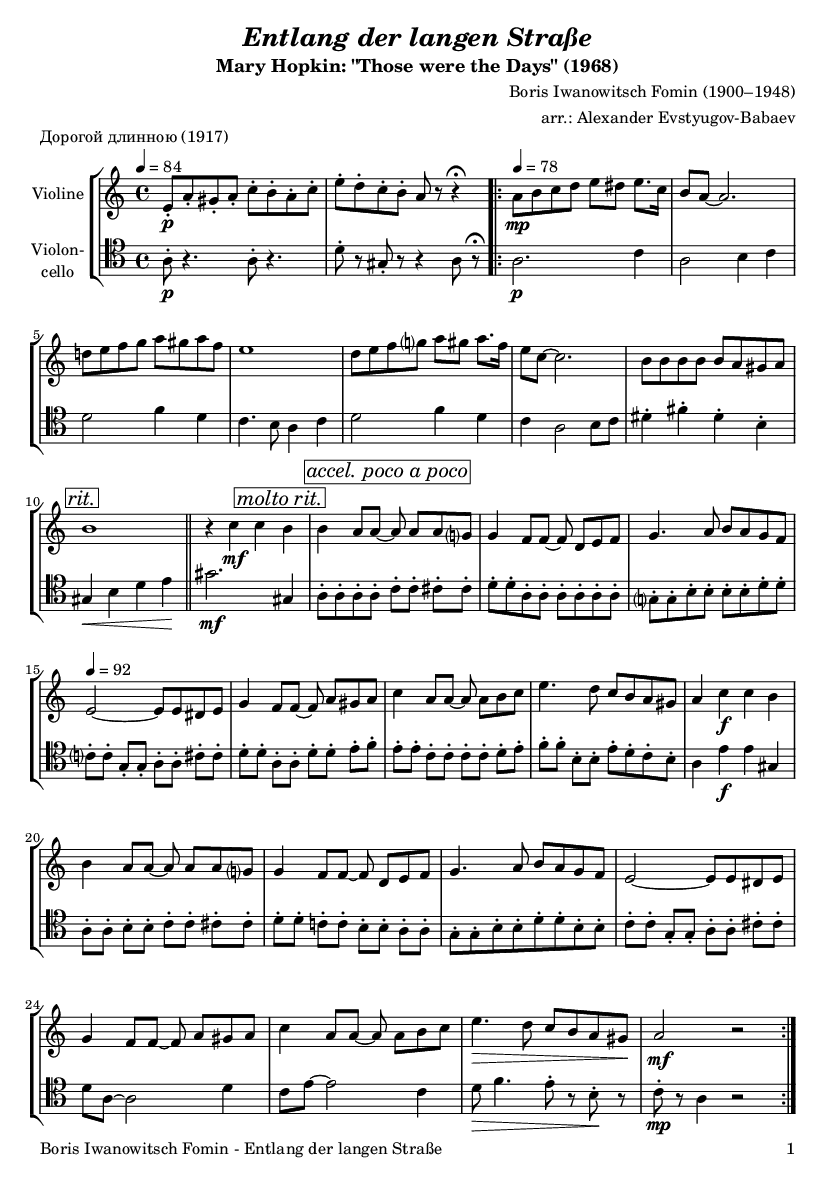 Entlang der langen Straße
Mary Hopkin: "Those were the Days" (1968)
Boris Iwanowitsch Fomin (1900–1948)
arr.: Alexander Evstyugov-Babaev
Дорогой длинною (1917)
♩ = 84
♩ = 78
Violine
p
mp
Violon-
cello
p
p
5
10
rit.
molto rit.
accel. poco a poco
mf
mf
15
♩ = 92
f
f
20
24
mf
mp
Boris Iwanowitsch Fomin - Entlang der langen Straße
1